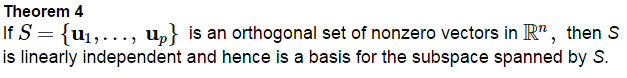 Theorem 4
If S = {u₁, . . . , uₚ} is an orthogonal set of nonzero vectors in ℝⁿ, then S
is linearly independent and hence is a basis for the subspace spanned by S.